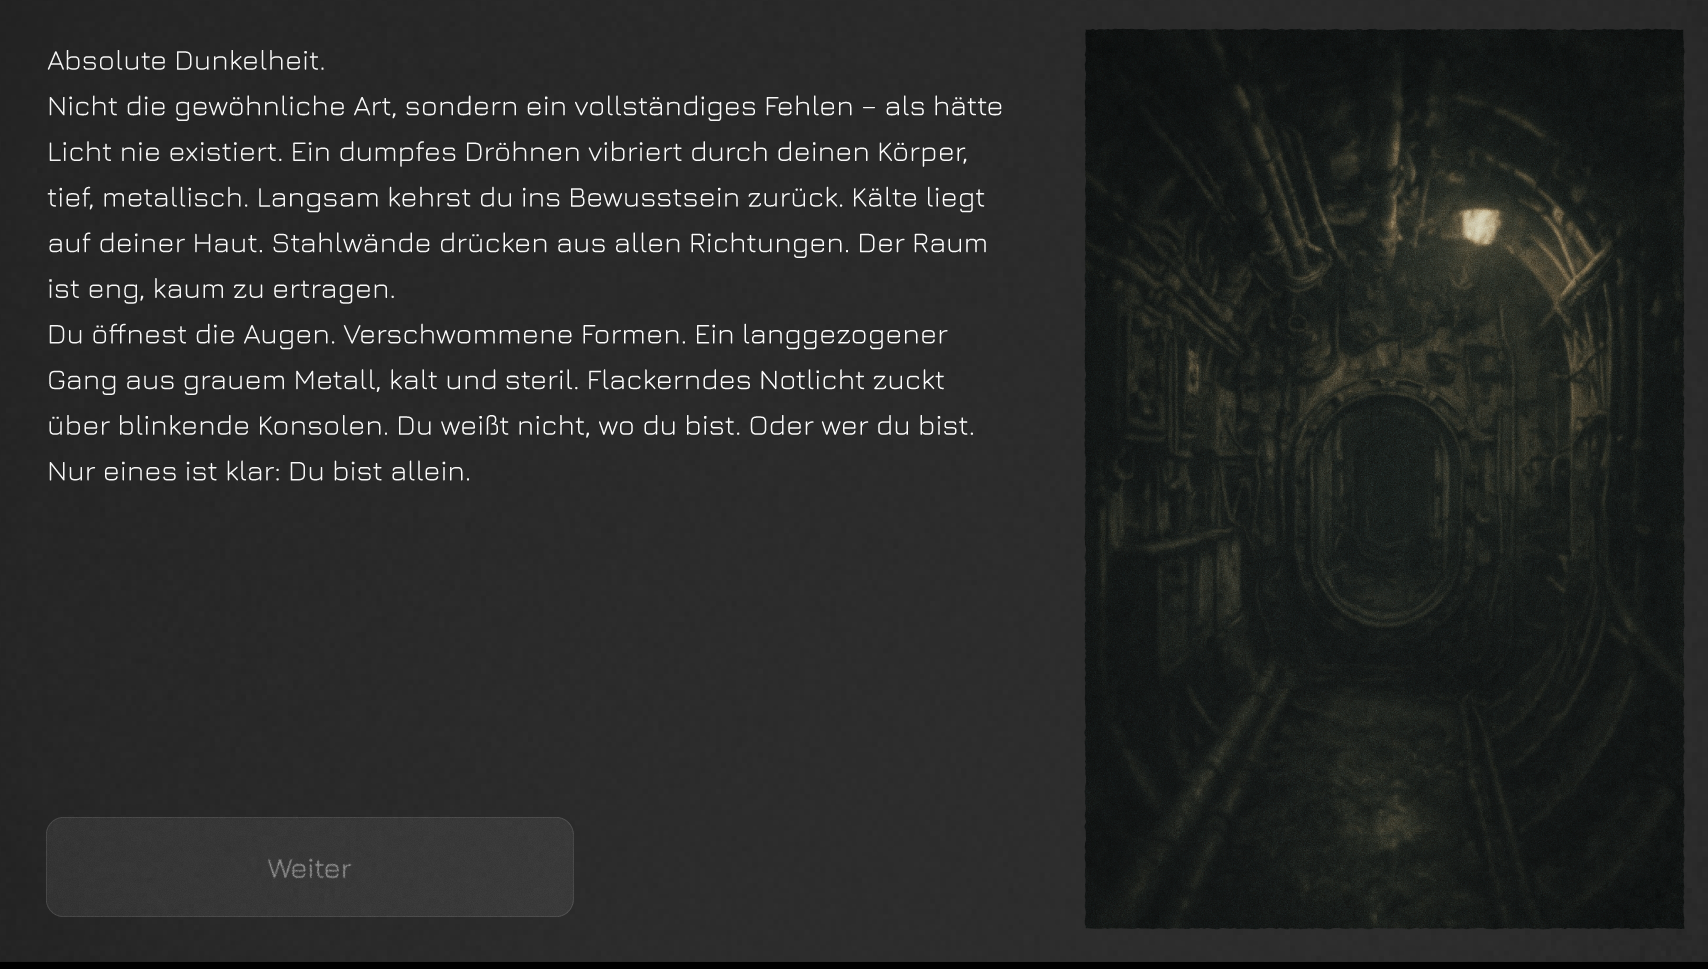 Absolute Dunkelheit.
Nicht die gewöhnliche Art, sondern ein vollständiges Fehlen – als hätte
Licht nie existiert. Ein dumpfes Dröhnen vibriert durch deinen Körper,
tief, metallisch. Langsam kehrst du ins Bewusstsein zurück. Kälte liegt
auf deiner Haut. Stahlwände drücken aus allen Richtungen. Der Raum
ist eng, kaum zu ertragen.
Du öffnest die Augen. Verschwommene Formen. Ein langgezogener
Gang aus grauem Metall, kalt und steril. Flackerndes Notlicht zuckt
über blinkende Konsolen. Du weißt nicht, wo du bist. Oder wer du bist.
Nur eines ist klar: Du bist allein.
Weiter